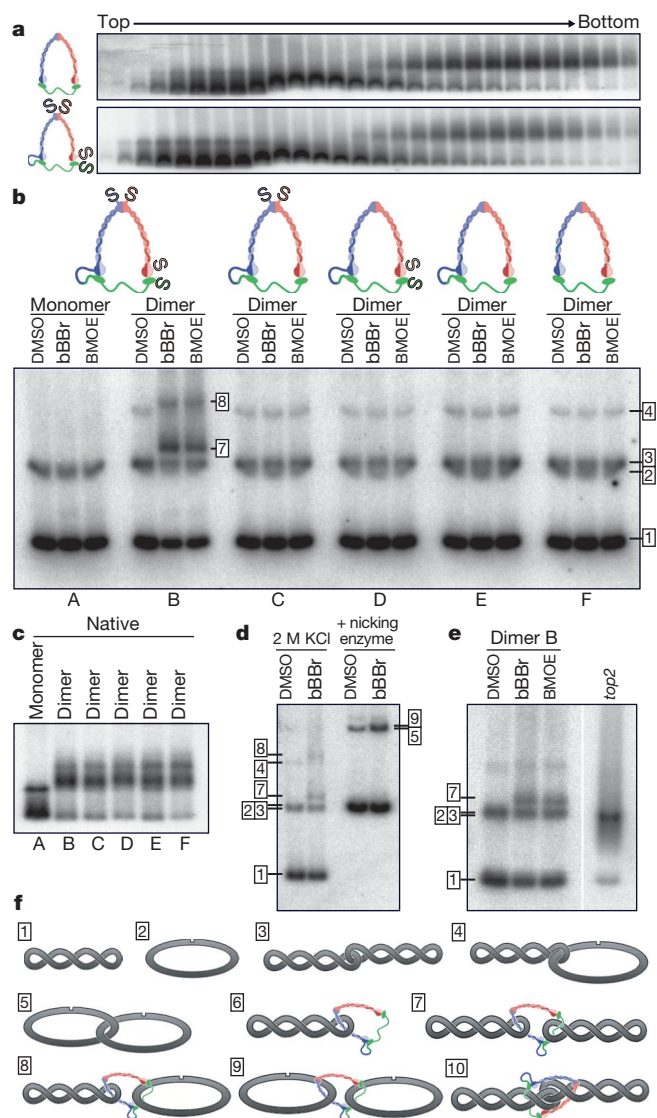 a
Top Bottom
S S
S S
b
S S
S S
S S
S S
Monomer Dimer Dimer Dimer Dimer Dimer
DMSO bBBr BMOE DMSO bBBr BMOE DMSO bBBr BMOE DMSO bBBr BMOE DMSO bBBr BMOE DMSO bBBr BMOE
8
7
4
3
2
1
A B C D E F
c
Native
Monomer Dimer Dimer Dimer Dimer Dimer
A B C D E F
d
2 M KCl + nicking enzyme
DMSO bBBr DMSO bBBr
8
4
7
2 3
1
9
5
e
Dimer B
DMSO bBBr BMOE top2
7
2 3
1
f
1 2 3 4
5 6 7
8 9 10